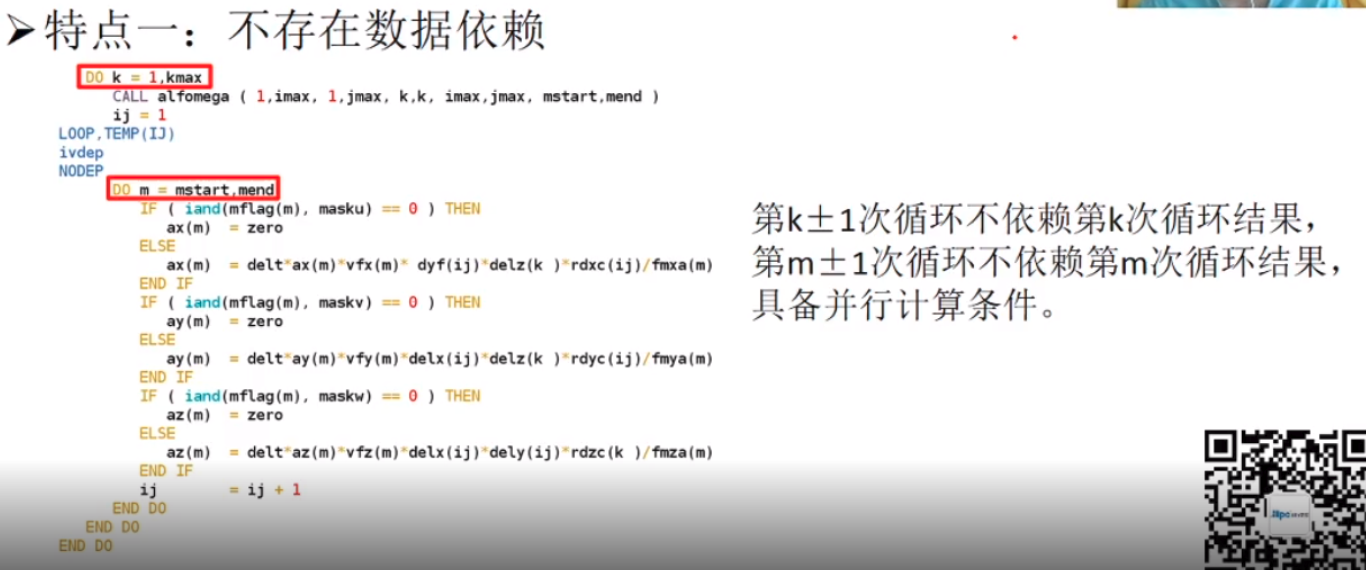 ➢特点一：不存在数据依赖
DO k = 1,kmax
CALL alfomega ( 1,imax, 1,jmax, k,k, imax,jmax, mstart,mend )
ij = 1
LOOP,TEMP(IJ)
ivdep
NODEP
DO m = mstart,mend
IF ( iand(mflag(m), masku) == 0 ) THEN
ax(m) = zero
ELSE
ax(m) = delt*ax(m)*vfx(m)* dyf(ij)*delz(k )*rdxc(ij)/fmxa(m)
END IF
IF ( iand(mflag(m), maskv) == 0 ) THEN
ay(m) = zero
ELSE
ay(m) = delt*ay(m)*vfy(m)*delx(ij)*delz(k )*rdyc(ij)/fmya(m)
END IF
IF ( iand(mflag(m), maskw) == 0 ) THEN
az(m) = zero
ELSE
az(m) = delt*az(m)*vfz(m)*delx(ij)*dely(ij)*rdzc(k )/fmza(m)
END IF
ij = ij + 1
END DO
END DO
END DO
第k±1次循环不依赖第k次循环结果，
第m±1次循环不依赖第m次循环结果，
具备并行计算条件。